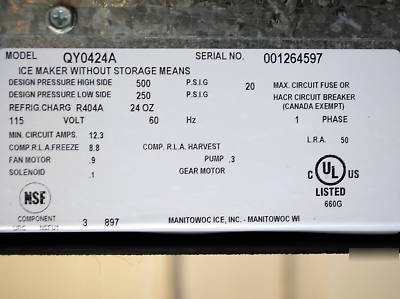 MODEL QY0424A SERIAL NO. 001264597
ICE MAKER WITHOUT STORAGE MEANS
DESIGN PRESSURE HIGH SIDE 500 P.S.I.G 20 MAX. CIRCUIT FUSE OR
DESIGN PRESSURE LOW SIDE 250 P.S.I.G HACR CIRCUIT BREAKER
REFRIG.CHARG R404A 24 OZ (CANADA EXEMPT)
115 VOLT 60 Hz 1 PHASE
MIN. CIRCUIT AMPS. 12.3 L.R.A. 50
COMP.R.L.A.FREEZE 8.8 COMP. R.L.A. HARVEST
FAN MOTOR .9 PUMP .3
SOLENOID .1 GEAR MOTOR
C UL US
LISTED
660G
NSF
COMPONENT 3 897 MANITOWOC ICE, INC. - MANITOWOC WI